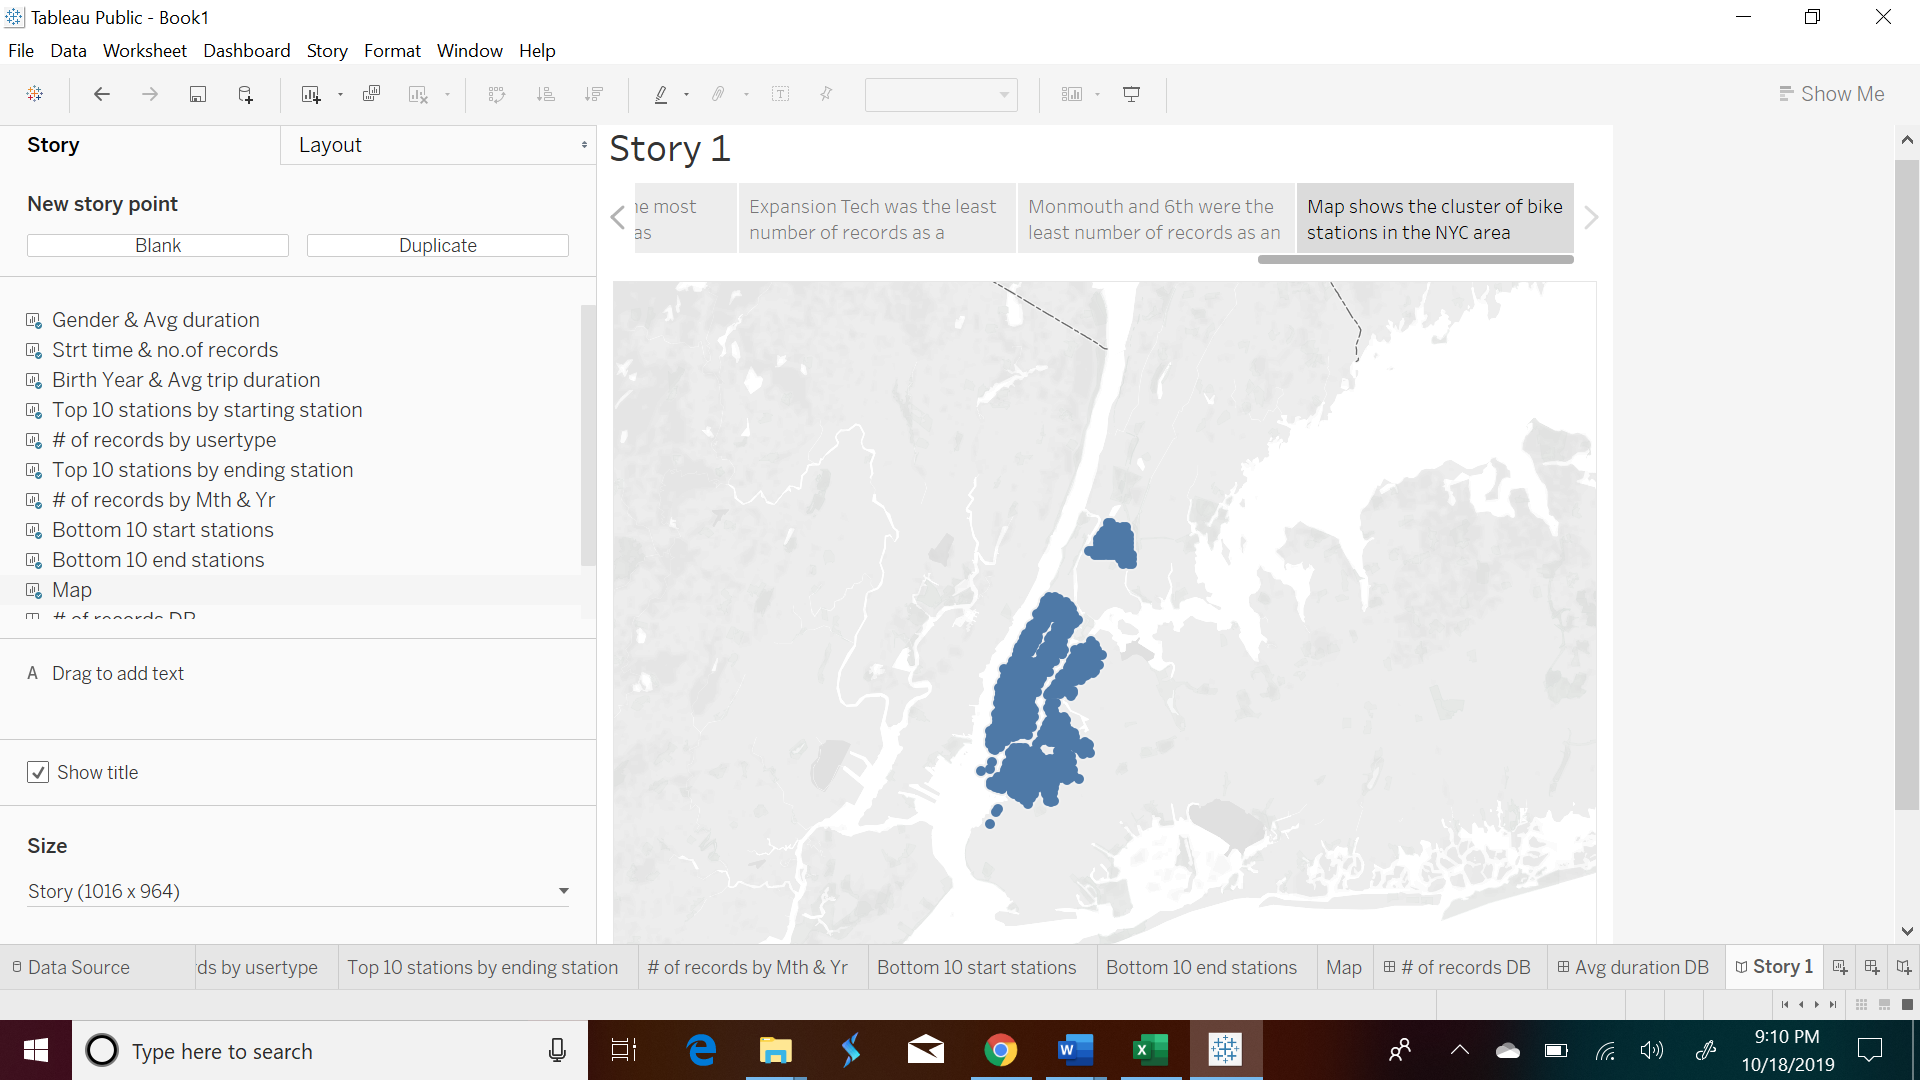 Tableau Public - Book1
File Data Worksheet Dashboard Story Format Window Help
Show Me
Story
Layout
New story point
Blank
Duplicate
Gender & Avg duration
Strt time & no.of records
Birth Year & Avg trip duration
Top 10 stations by starting station
# of records by usertype
Top 10 stations by ending station
# of records by Mth & Yr
Bottom 10 start stations
Bottom 10 end stations
Map
# of records DB
A Drag to add text
Show title
Size
Story (1016 x 964)
Story 1
most
as
Expansion Tech was the least
number of records as a
Monmouth and 6th were the
least number of records as an
Map shows the cluster of bike
stations in the NYC area
Data Source
ds by usertype
Top 10 stations by ending station
# of records by Mth & Yr
Bottom 10 start stations
Bottom 10 end stations
Map
# of records DB
Avg duration DB
Story 1
Type here to search
9:10 PM
10/18/2019